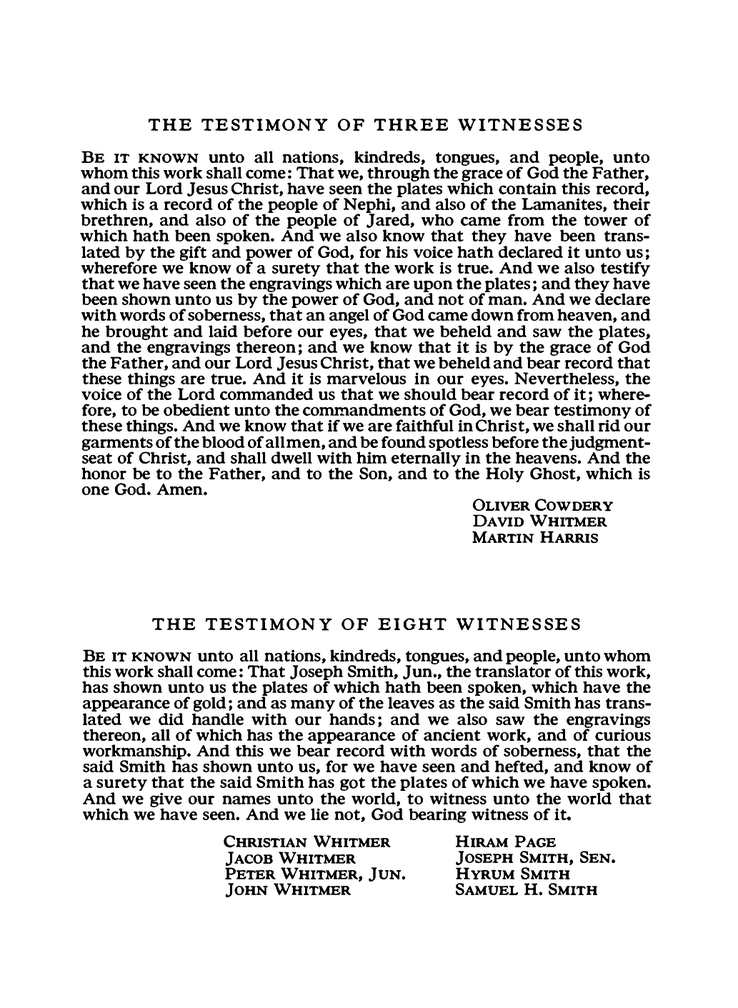 THE TESTIMONY OF THREE WITNESSES
BE IT KNOWN unto all nations, kindreds, tongues, and people, unto
whom this work shall come: That we, through the grace of God the Father,
and our Lord Jesus Christ, have seen the plates which contain this record,
which is a record of the people of Nephi, and also of the Lamanites, their
brethren, and also of the people of Jared, who came from the tower of
which hath been spoken. And we also know that they have been trans-
lated by the gift and power of God, for his voice hath declared it unto us;
wherefore we know of a surety that the work is true. And we also testify
that we have seen the engravings which are upon the plates; and they have
been shown unto us by the power of God, and not of man. And we declare
with words of soberness, that an angel of God came down from heaven, and
he brought and laid before our eyes, that we beheld and saw the plates,
and the engravings thereon; and we know that it is by the grace of God
the Father, and our Lord Jesus Christ, that we beheld and bear record that
these things are true. And it is marvelous in our eyes. Nevertheless, the
voice of the Lord commanded us that we should bear record of it; where-
fore, to be obedient unto the commandments of God, we bear testimony of
these things. And we know that if we are faithful in Christ, we shall rid our
garments of the blood of all men, and be found spotless before the judgment-
seat of Christ, and shall dwell with him eternally in the heavens. And the
honor be to the Father, and to the Son, and to the Holy Ghost, which is
one God. Amen.
OLIVER COWDERY
DAVID WHITMER
MARTIN HARRIS
THE TESTIMONY OF EIGHT WITNESSES
BE IT KNOWN unto all nations, kindreds, tongues, and people, unto whom
this work shall come: That Joseph Smith, Jun., the translator of this work,
has shown unto us the plates of which hath been spoken, which have the
appearance of gold; and as many of the leaves as the said Smith has trans-
lated we did handle with our hands; and we also saw the engravings
thereon, all of which has the appearance of ancient work, and of curious
workmanship. And this we bear record with words of soberness, that the
said Smith has shown unto us, for we have seen and hefted, and know of
a surety that the said Smith has got the plates of which we have spoken.
And we give our names unto the world, to witness unto the world that
which we have seen. And we lie not, God bearing witness of it.
CHRISTIAN WHITMER
JACOB WHITMER
PETER WHITMER, JUN.
JOHN WHITMER
HIRAM PAGE
JOSEPH SMITH, SEN.
HYRUM SMITH
SAMUEL H. SMITH